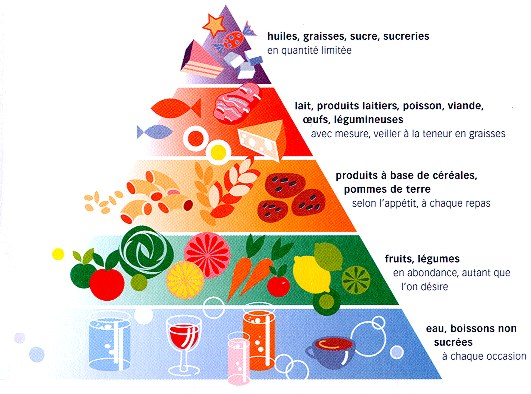 huiles, graisses, sucre, sucreries
en quantité limitée
lait, produits laitiers, poisson, viande,
œufs, légumineuses
avec mesure, veiller à la teneur en graisses
produits à base de céréales,
pommes de terre
selon l'appétit, à chaque repas
fruits, légumes
en abondance, autant que
l'on désire
eau, boissons non
sucrées
à chaque occasion